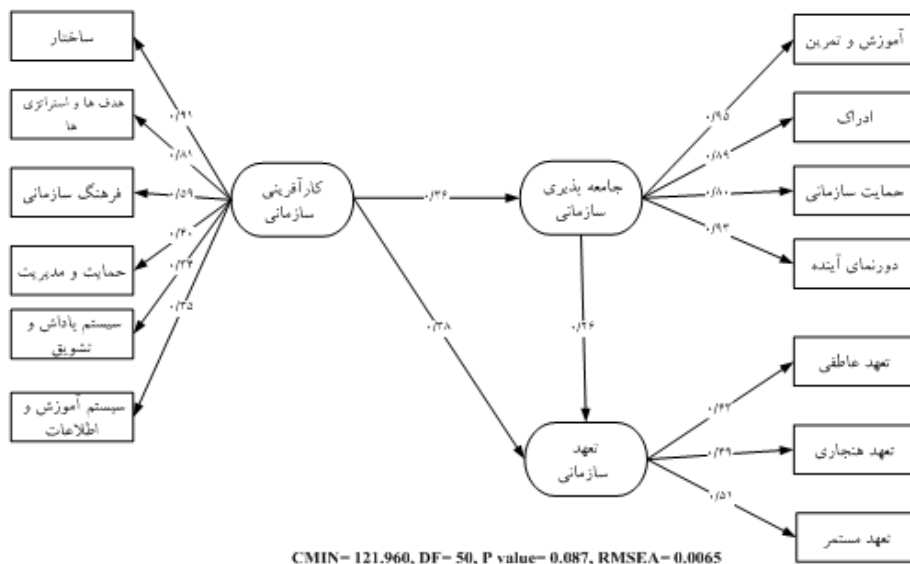 ساختار
هدف ها و استراتژی
ها
فرهنگ سازمانی
حمایت و مدیریت
سیستم پاداش و
تشویق
سیستم آموزش و
اطلاعات
۰/۹۱
۰/۸۱
۰/۵۹
۰/۴۰
۰/۳۴
۰/۳۵
کارآفرینی
سازمانی
۰/۳۶
۰/۳۸
جامعه پذیری
سازمانی
۰/۲۶
تعهد
سازمانی
۰/۹۵
۰/۸۹
۰/۸۰
۰/۹۳
آموزش و تمرین
ادراک
حمایت سازمانی
دورنمای آینده
۰/۴۹
۰/۵۱
تعهد عاطفی
تعهد هنجاری
تعهد مستمر
CMIN= 121.960, DF= 50, P value= 0.087, RMSEA= 0.0065